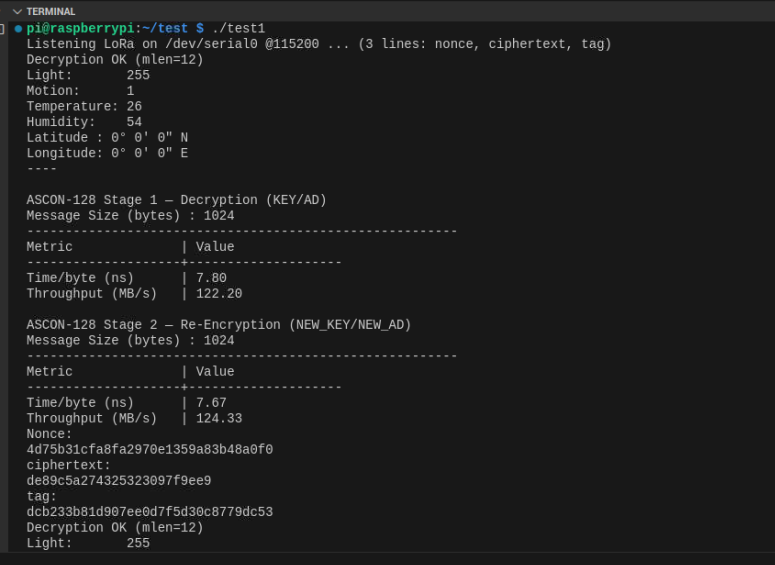 TERMINAL
pi@raspberrypi:~/test $ ./test1
Listening LoRa on /dev/serial0 @115200 ... (3 lines: nonce, ciphertext, tag)
Decryption OK (mlen=12)
Light:       255
Motion:      1
Temperature: 26
Humidity:    54
Latitude : 0° 0' 0" N
Longitude: 0° 0' 0" E
----
ASCON-128 Stage 1 — Decryption (KEY/AD)
Message Size (bytes) : 1024
-------------------------------------------------------
Metric              | Value
--------------------+--------------------
Time/byte (ns)      | 7.80
Throughput (MB/s)   | 122.20
ASCON-128 Stage 2 — Re-Encryption (NEW_KEY/NEW_AD)
Message Size (bytes) : 1024
-------------------------------------------------------
Metric              | Value
--------------------+--------------------
Time/byte (ns)      | 7.67
Throughput (MB/s)   | 124.33
Nonce:
4d75b31cfa8fa2970e1359a83b48a0f0
ciphertext:
de89c5a274325323097f9ee9
tag:
dcb233b81d907ee0d7f5d30c8779dc53
Decryption OK (mlen=12)
Light:       255